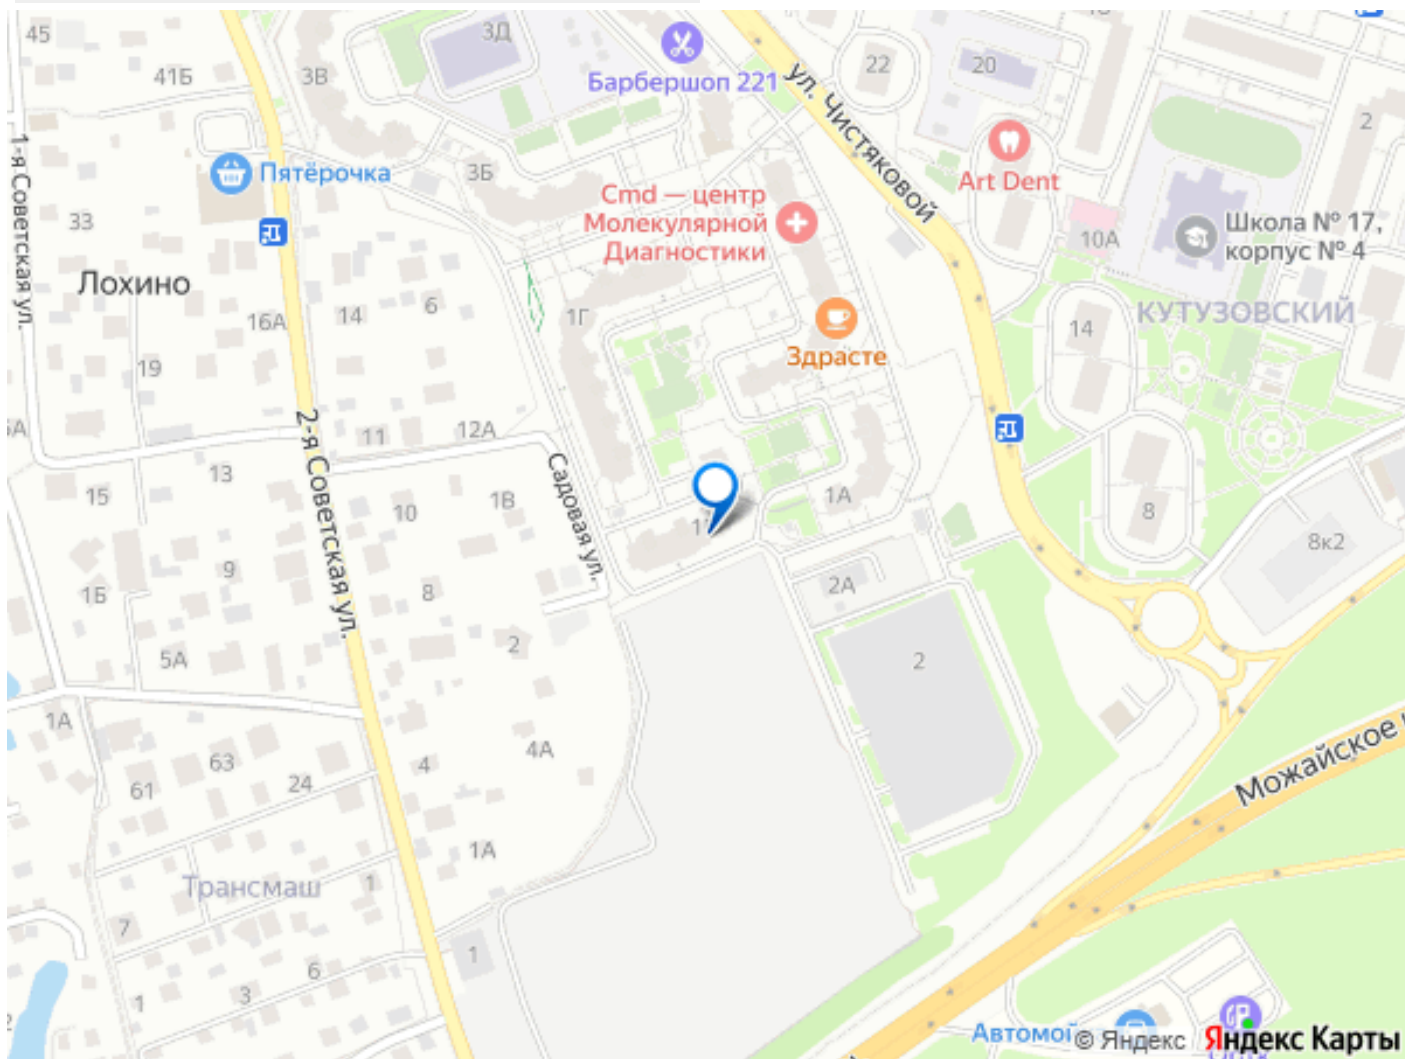 45
3Д
41Б
3В
Барбершоп 221
22
20
ул. Чистяковой
2
1-я Советская ул.
Пятёрочка
3Б
Art Dent
Cmd — центр
Молекулярной
Диагностики
33
10А
Школа № 17,
корпус № 4
Лохино
16А
14
6
1Г
КУТУЗОВСКИЙ
14
Здрасте
19
2-я Советская ул.
11
12А
13
15
10
1В
Садовая ул.
1А
8
8к2
9
1Б
8
2А
2
5А
2
1А
4А
Можайское
63
61
24
4
1А
Трансмаш
1
7
1
6
3
1
Автомой
© Яндекс
Яндекс Карты